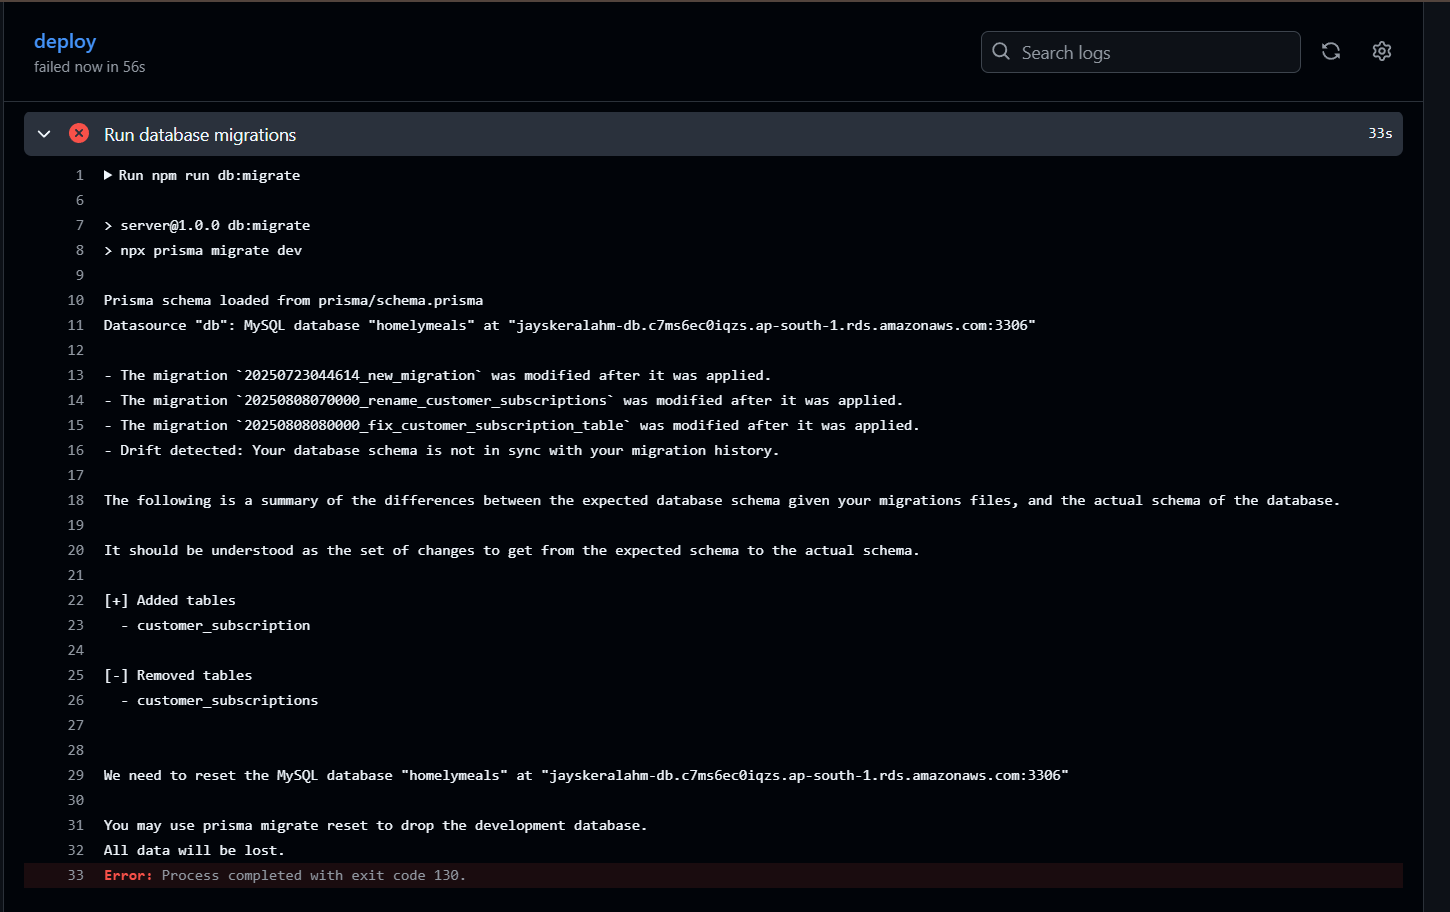 deploy
failed now in 56s
Search logs
Run database migrations 33s
1 Run npm run db:migrate
6
7 > server@1.0.0 db:migrate
8 > npx prisma migrate dev
9
10 Prisma schema loaded from prisma/schema.prisma
11 Datasource "db": MySQL database "homelymeals" at "jayskeralahm-db.c7ms6ec0iqzs.ap-south-1.rds.amazonaws.com:3306"
12
13 - The migration `20250723044614_new_migration` was modified after it was applied.
14 - The migration `20250808070000_rename_customer_subscriptions` was modified after it was applied.
15 - The migration `20250808080000_fix_customer_subscription_table` was modified after it was applied.
16 - Drift detected: Your database schema is not in sync with your migration history.
17
18 The following is a summary of the differences between the expected database schema given your migrations files, and the actual schema of the database.
19
20 It should be understood as the set of changes to get from the expected schema to the actual schema.
21
22 [+] Added tables
23 - customer_subscription
24
25 [-] Removed tables
26 - customer_subscriptions
27
28
29 We need to reset the MySQL database "homelymeals" at "jayskeralahm-db.c7ms6ec0iqzs.ap-south-1.rds.amazonaws.com:3306"
30
31 You may use prisma migrate reset to drop the development database.
32 All data will be lost.
33 Error: Process completed with exit code 130.